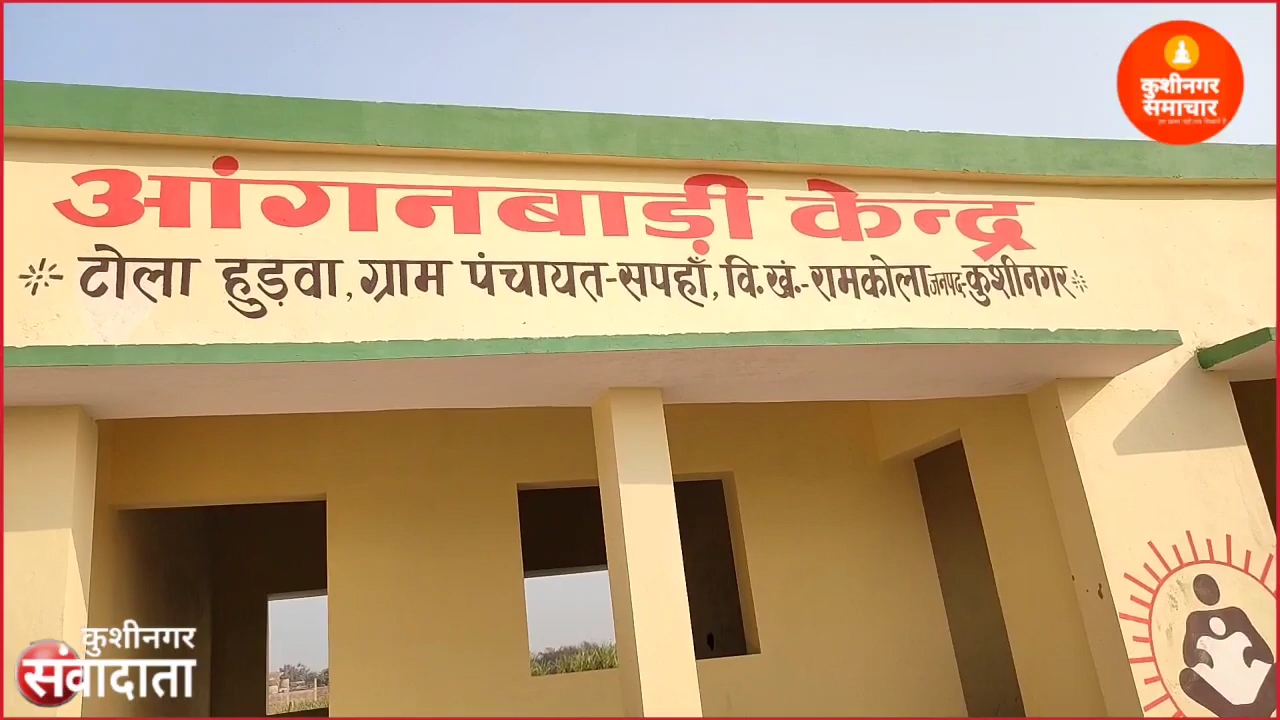 कुशीनगर
समाचार
आंगनबाड़ी केन्द्र
टोला हुड़वा, ग्राम पंचायत-सपहाँ, वि.खं.-रामकोला जनपद-कुशीनगर
कुशीनगर
संवादाता